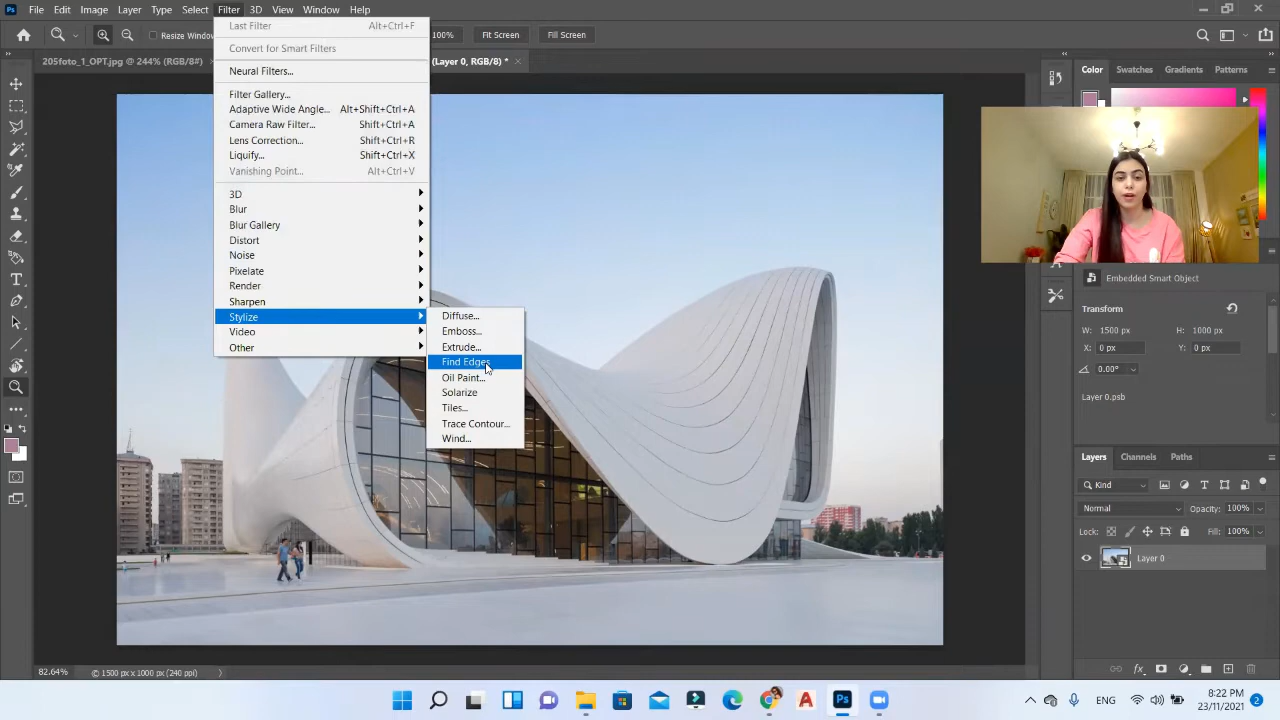 Ps File Edit Image Layer Type Select Filter 3D View Window Help
Resize Window 100% Fit Screen Fill Screen
205foto_1_OPT.jpg @ 244% (RGB/8#) (Layer 0, RGB/8) *
Last Filter Alt+Ctrl+F
Convert for Smart Filters
Neural Filters...
Filter Gallery...
Adaptive Wide Angle... Alt+Shift+Ctrl+A
Camera Raw Filter... Shift+Ctrl+A
Lens Correction... Shift+Ctrl+R
Liquify... Shift+Ctrl+X
Vanishing Point... Alt+Ctrl+V
3D
Blur
Blur Gallery
Distort
Noise
Pixelate
Render
Sharpen
Stylize
Video
Other
Diffuse...
Emboss...
Extrude...
Find Edges
Oil Paint...
Solarize
Tiles...
Trace Contour...
Wind...
Color Swatches Gradients Patterns
Embedded Smart Object
Transform
W: 1500 px H: 1000 px
X: 0 px Y: 0 px
0.00°
Layer 0.psb
Layers Channels Paths
Kind
Normal Opacity: 100%
Lock: Fill: 100%
Layer 0
82.64% © 1500 px x 1000 px (240 ppi)
Ps
ENG 8:22 PM
23/11/2021 2